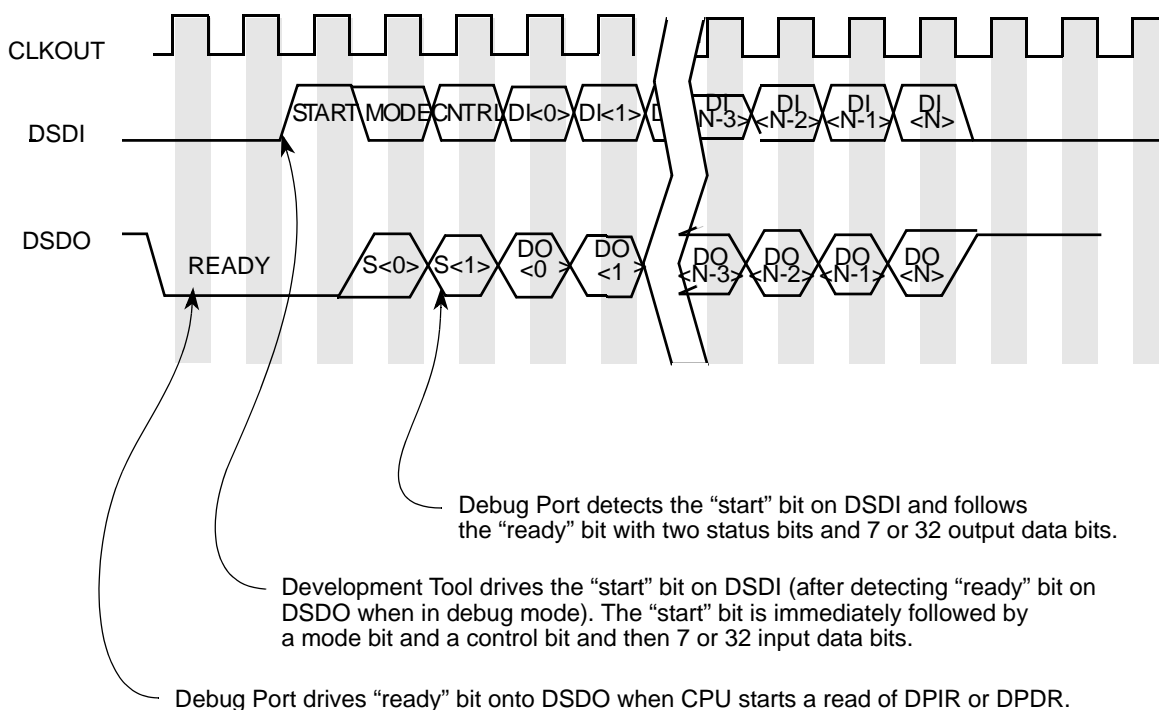 CLKOUT
DSDI
START MODE CNTRL DI<0> DI<1> DI <N-3> DI <N-2> DI <N-1> DI <N>
DSDO
READY S<0> S<1> DO <0> DO <1> DO <N-3> DO <N-2> DO <N-1> DO <N>
Debug Port detects the “start” bit on DSDI and follows
the “ready” bit with two status bits and 7 or 32 output data bits.
Development Tool drives the “start” bit on DSDI (after detecting “ready” bit on
DSDO when in debug mode). The “start” bit is immediately followed by
a mode bit and a control bit and then 7 or 32 input data bits.
Debug Port drives “ready” bit onto DSDO when CPU starts a read of DPIR or DPDR.